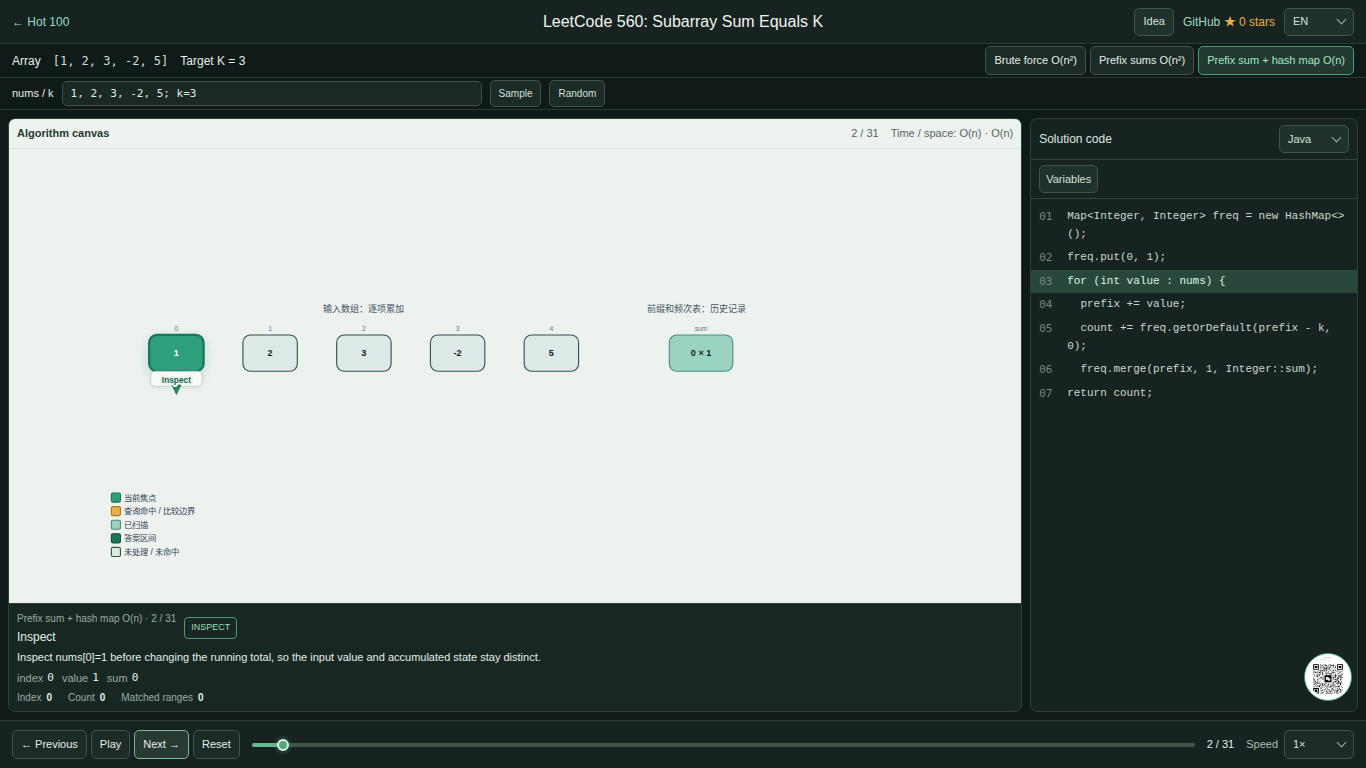 ← Hot 100
LeetCode 560: Subarray Sum Equals K
Idea
GitHub ★ 0 stars
EN
Array [1, 2, 3, -2, 5] Target K = 3
Brute force O(n²)
Prefix sums O(n²)
Prefix sum + hash map O(n)
nums / k
1, 2, 3, -2, 5; k=3
Sample
Random
Algorithm canvas
2 / 31
Time / space: O(n) · O(n)
输入数组: 逐项累加
前缀和频次表: 历史记录
0
1
2
3
4
sum
1
2
3
-2
5
0 × 1
Inspect
当前焦点
查询命中 / 比较边界
已扫描
答案区间
未处理 / 未命中
Prefix sum + hash map O(n) · 2 / 31
INSPECT
Inspect
Inspect nums[0]=1 before changing the running total, so the input value and accumulated state stay distinct.
index 0 value 1 sum 0
Index 0 Count 0 Matched ranges 0
Solution code
Java
Variables
01 Map<Integer, Integer> freq = new HashMap<>
();
02 freq.put(0, 1);
03 for (int value : nums) {
04 prefix += value;
05 count += freq.getOrDefault(prefix - k,
0);
06 freq.merge(prefix, 1, Integer::sum);
07 return count;
← Previous
Play
Next →
Reset
2 / 31
Speed
1×